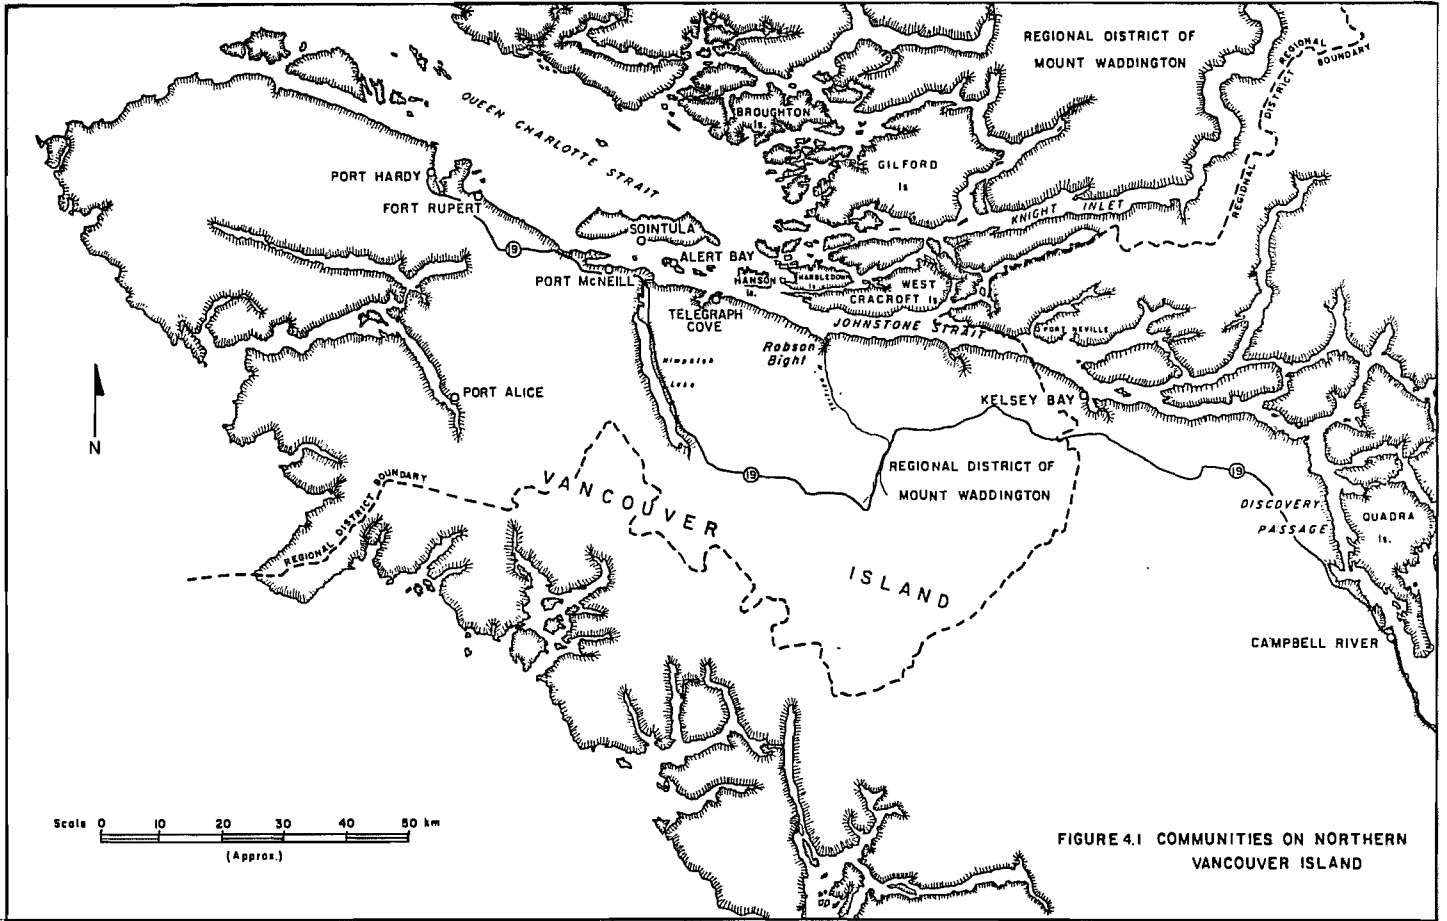 REGIONAL DISTRICT OF
MOUNT WADDINGTON
REGIONAL DISTRICT
REGIONAL
BOUNDARY
QUEEN CHARLOTTE STRAIT
BROUGHTON
Is.
GILFORD
Is
PORT HARDY
FORT RUPERT
KNIGHT INLET
SOINTULA
19
ALERT BAY
PORT McNEILL
HANSON
Is.
HARBLEDOWN
Is.
WEST
CRACROFT Is
TELEGRAPH
COVE
JOHNSTONE STRAIT
PORT NEVILLE
Robson
Bight
Nimpkish
Lake
PORT ALICE
KELSEY BAY
N
REGIONAL DISTRICT BOUNDARY
VANCOUVER
ISLAND
19
REGIONAL DISTRICT OF
MOUNT WADDINGTON
19
DISCOVERY
PASSAGE
QUADRA
Is.
CAMPBELL RIVER
Scale 0 10 20 30 40 50 km
(Approx.)
FIGURE 4.1 COMMUNITIES ON NORTHERN
VANCOUVER ISLAND